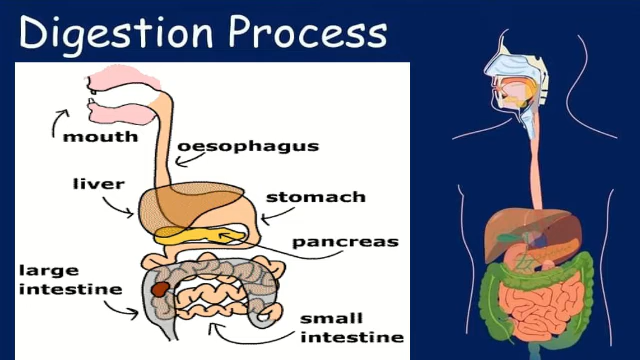 Digestion Process
mouth
oesophagus
liver
stomach
pancreas
large
intestine
small
intestine